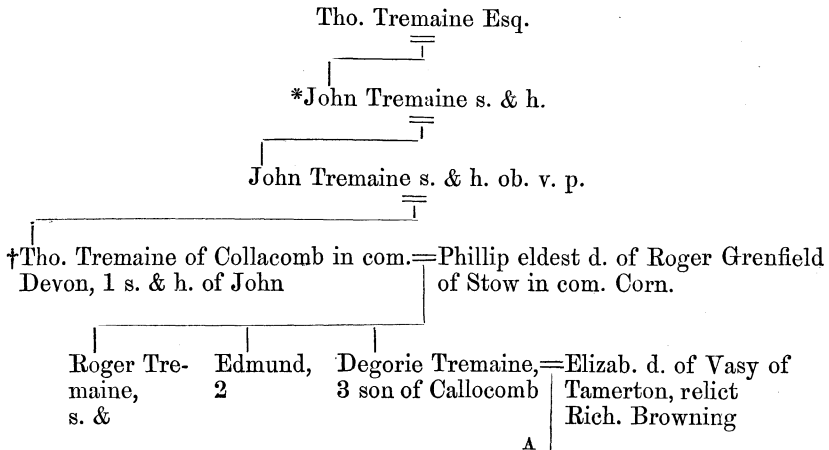 Tho. Tremaine Esq.
*John Tremaine s. & h.
John Tremaine s. & h. ob. v. p.
†Tho. Tremaine of Collacomb in com.=Phillip eldest d. of Roger Grenfield
Devon, 1 s. & h. of John
of Stow in com. Corn.
Roger Tre-
maine,
s. &
Edmund,
2
Degorie Tremaine,=Elizab. d. of Vasy of
3 son of Callocomb
Tamerton, relict
Rich. Browning
A